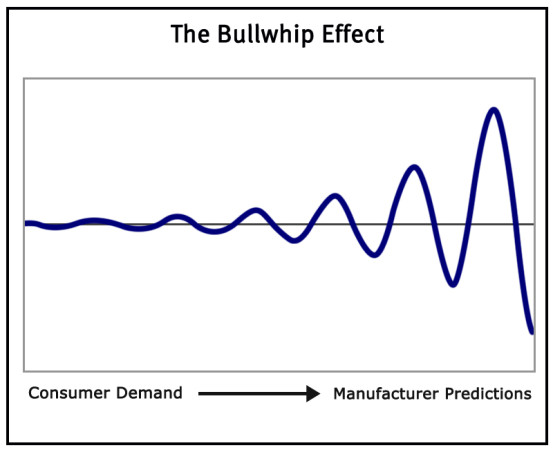 The Bullwhip Effect
Consumer Demand Manufacturer Predictions